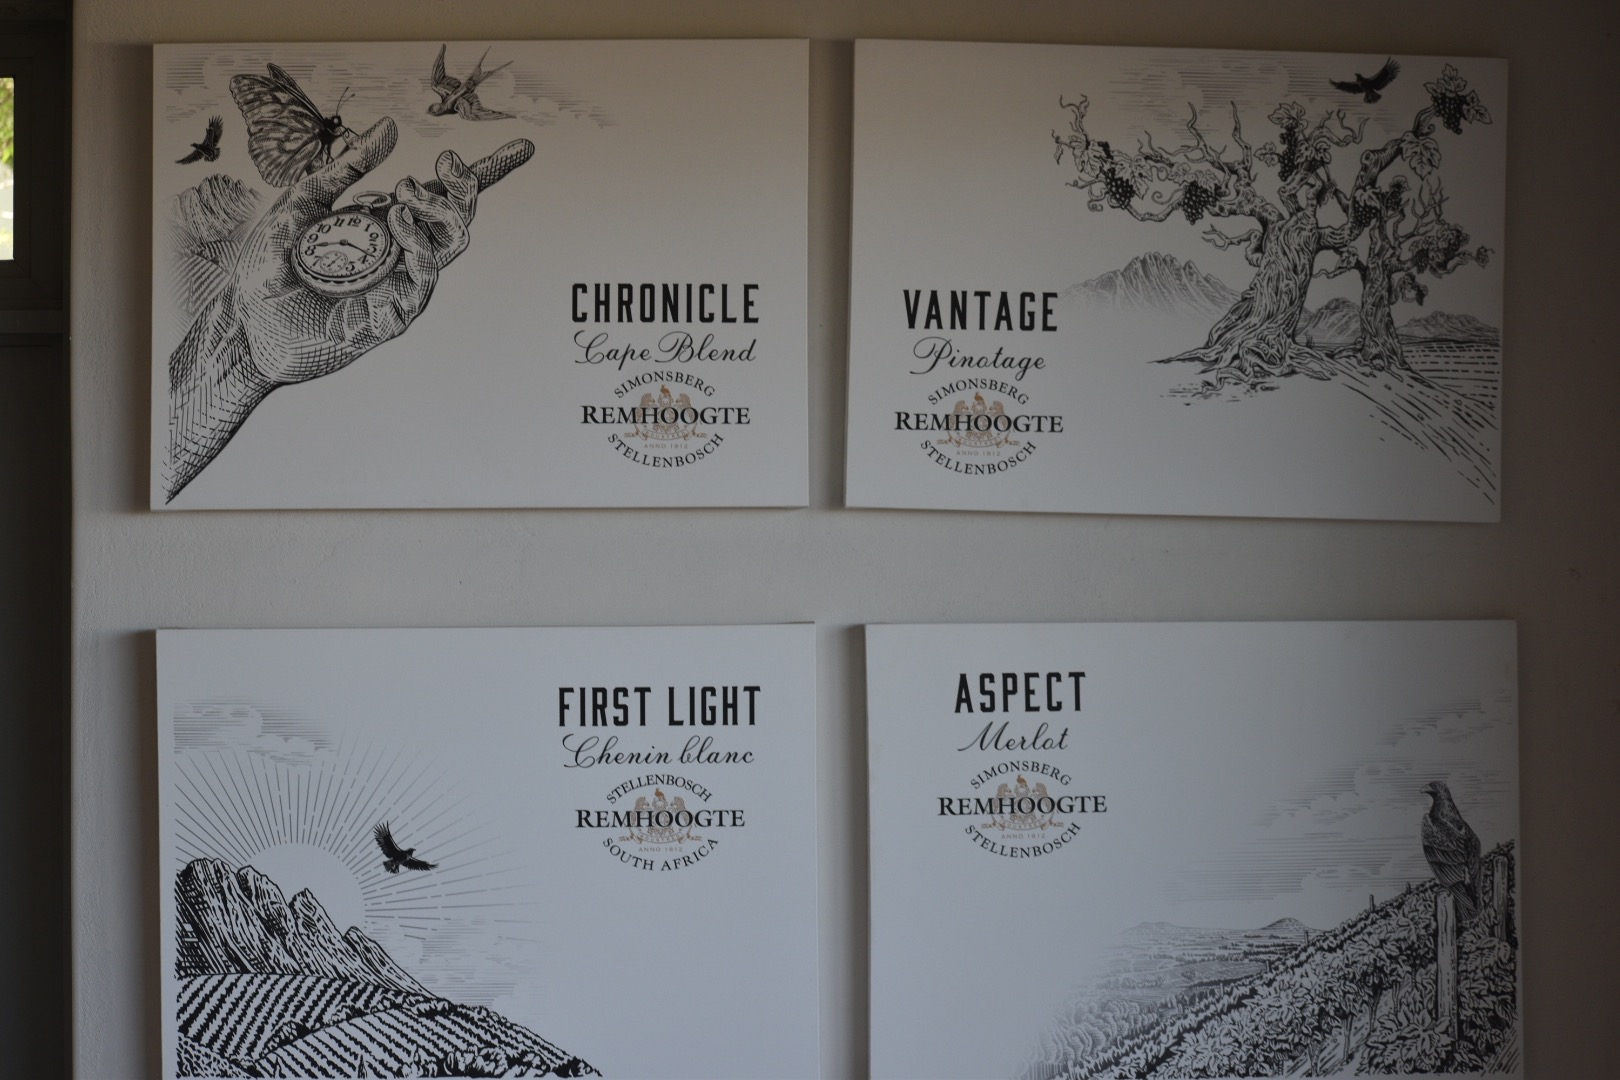 CHRONICLE
Cape Blend
SIMONSBERG
REMHOOGTE
ANNO 1812
STELLENBOSCH
VANTAGE
Pinotage
SIMONSBERG
REMHOOGTE
ANNO 1812
STELLENBOSCH
FIRST LIGHT
Chenin blanc
STELLENBOSCH
REMHOOGTE
ANNO 1812
SOUTH AFRICA
ASPECT
Merlot
SIMONSBERG
REMHOOGTE
ANNO 1812
STELLENBOSCH